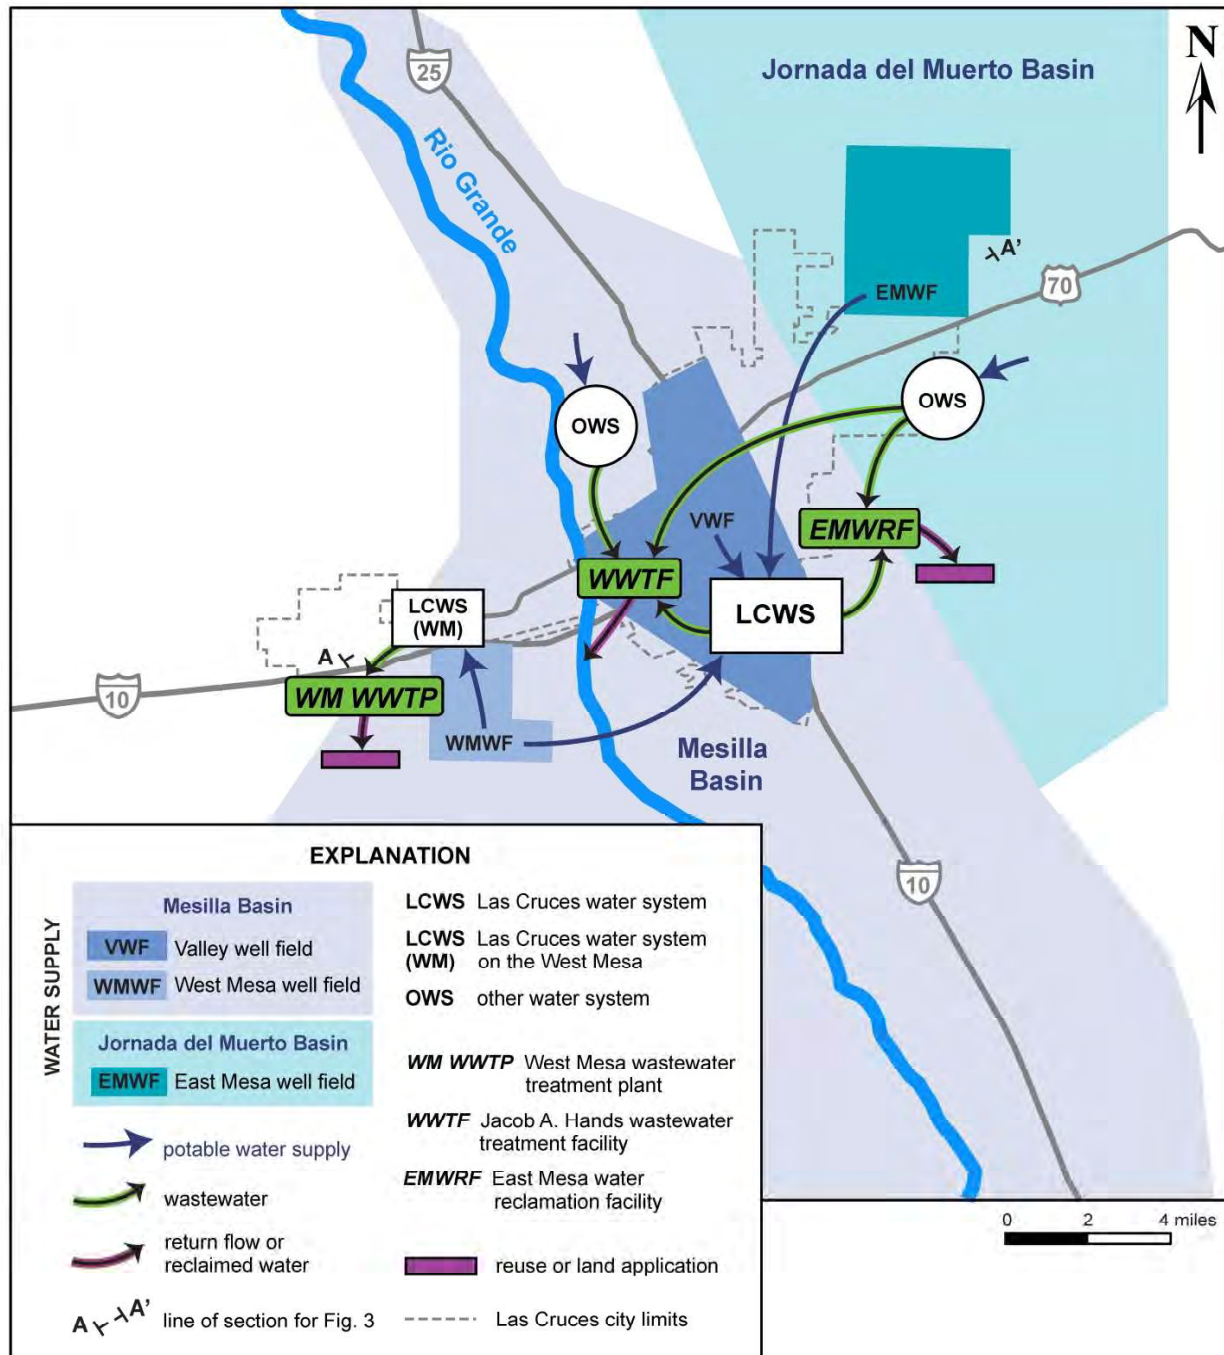 N
25
Jornada del Muerto Basin
Rio Grande
A'
70
EMWF
OWS
OWS
VWF
EMWRF
WWTF
LCWS
LCWS
(WM)
A
10
WM WWTP
WMWF
Mesilla
Basin
10
EXPLANATION
WATER SUPPLY
Mesilla Basin
VWF Valley well field
WMWF West Mesa well field
Jornada del Muerto Basin
EMWF East Mesa well field
potable water supply
wastewater
return flow or
reclaimed water
A A' line of section for Fig. 3
LCWS Las Cruces water system
LCWS Las Cruces water system
(WM) on the West Mesa
OWS other water system
WM WWTP West Mesa wastewater
treatment plant
WWTF Jacob A. Hands wastewater
treatment facility
EMWRF East Mesa water
reclamation facility
reuse or land application
Las Cruces city limits
0 2 4 miles